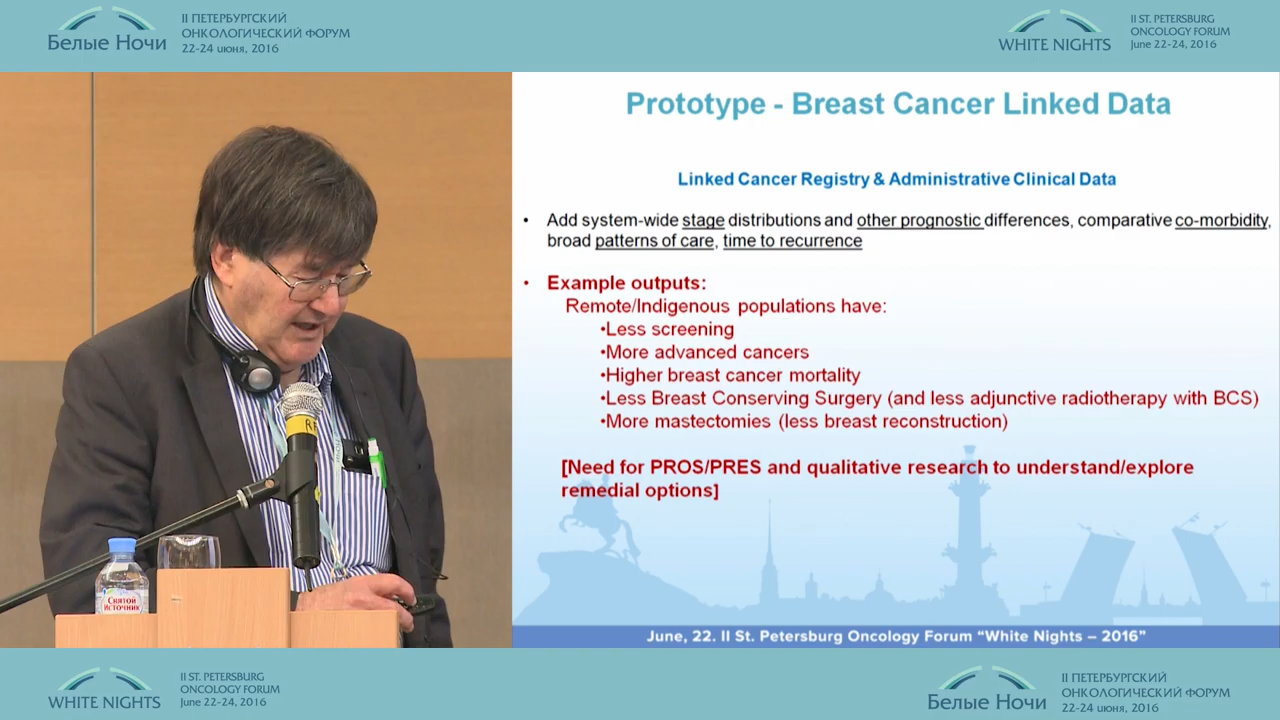 Белые Ночи
II ПЕТЕРБУРГСКИЙ
ОНКОЛОГИЧЕСКИЙ ФОРУМ
22-24 июня, 2016
WHITE NIGHTS
II ST. PETERSBURG
ONCOLOGY FORUM
June 22-24, 2016
Prototype - Breast Cancer Linked Data
Linked Cancer Registry & Administrative Clinical Data
• Add system-wide stage distributions and other prognostic differences, comparative co-morbidity,
broad patterns of care, time to recurrence
• Example outputs:
Remote/Indigenous populations have:
•Less screening
•More advanced cancers
•Higher breast cancer mortality
•Less Breast Conserving Surgery (and less adjunctive radiotherapy with BCS)
•More mastectomies (less breast reconstruction)
[Need for PROS/PRES and qualitative research to understand/explore
remedial options]
June, 22. II St. Petersburg Oncology Forum “White Nights – 2016”
Святой
Источник
WHITE NIGHTS
II ST. PETERSBURG
ONCOLOGY FORUM
June 22-24, 2016
Белые Ночи
II ПЕТЕРБУРГСКИЙ
ОНКОЛОГИЧЕСКИЙ ФОРУМ
22-24 июня, 2016